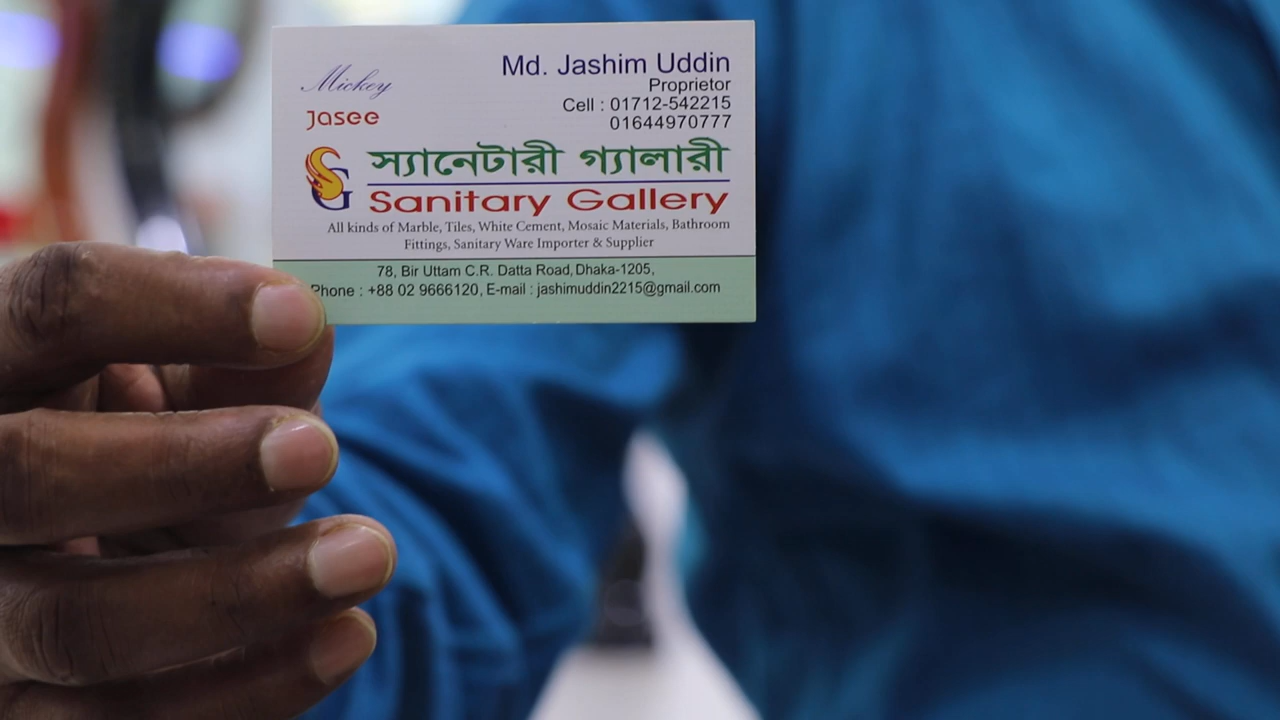 Mickey
Jasee
Md. Jashim Uddin
Proprietor
Cell : 01712-542215
01644970777
SG
স্যানেটারী গ্যালারী
Sanitary Gallery
All kinds of Marble, Tiles, White Cement, Mosaic Materials, Bathroom
Fittings, Sanitary Ware Importer & Supplier
78, Bir Uttam C.R. Datta Road, Dhaka-1205,
Phone : +88 02 9666120, E-mail : jashimuddin2215@gmail.com